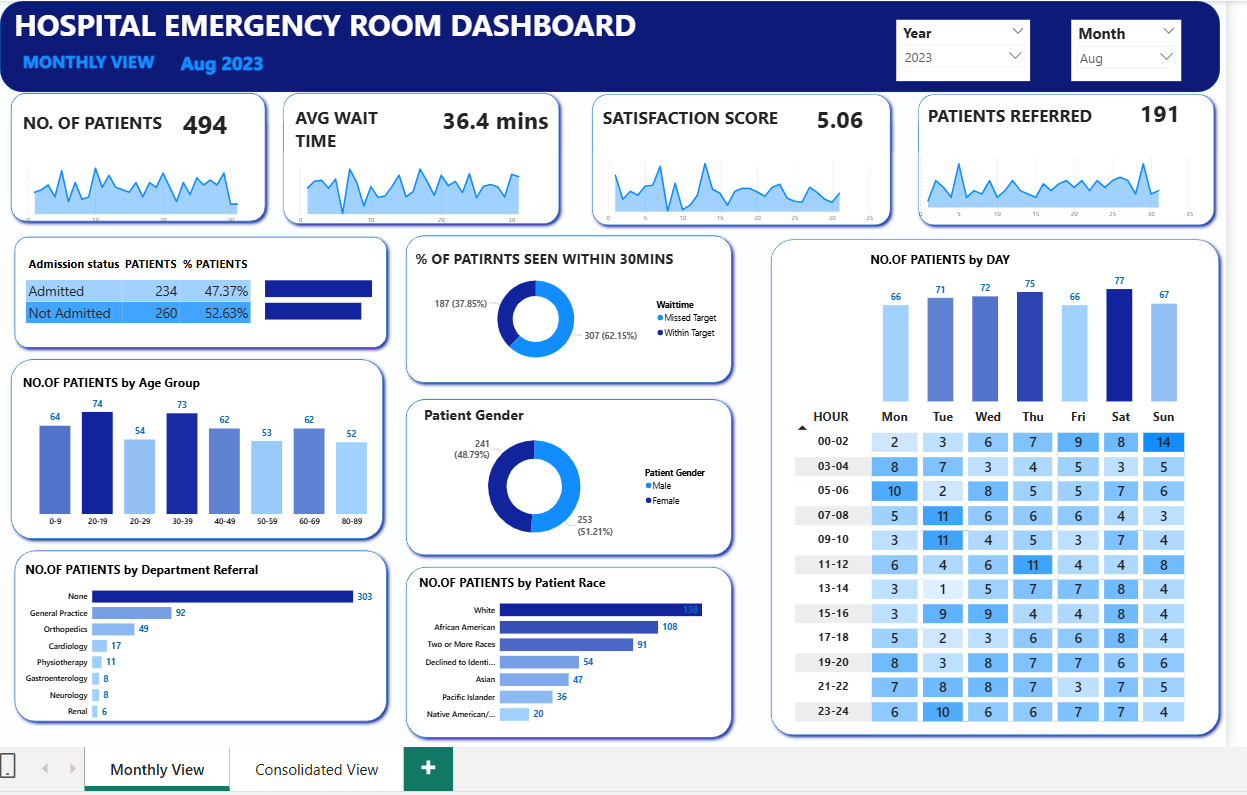 HOSPITAL EMERGENCY ROOM DASHBOARD
MONTHLY VIEW Aug 2023
Year
2023
Month
Aug
NO. OF PATIENTS 494
0 10 20 30
AVG WAIT
TIME
36.4 mins
0 10 20 30
SATISFACTION SCORE 5.06
0 5 10 15 20 25 30 35
PATIENTS REFERRED 191
0 5 10 15 20 25 30 35
Admission status PATIENTS % PATIENTS
Admitted 234 47.37%
Not Admitted 260 52.63%
% OF PATIRNTS SEEN WITHIN 30MINS
187 (37.85%)
307 (62.15%)
Waittime
Missed Target
Within Target
NO.OF PATIENTS by Age Group
64 74 54 73 62 53 62 52
0-9 20-19 20-29 30-39 40-49 50-59 60-69 80-89
Patient Gender
241
(48.79%)
253
(51.21%)
Patient Gender
Male
Female
NO.OF PATIENTS by Department Referral
None 303
General Practice 92
Orthopedics 49
Cardiology 17
Physiotherapy 11
Gastroenterology 8
Neurology 8
Renal 6
NO.OF PATIENTS by Patient Race
White 138
African American 108
Two or More Races 91
Declined to Identi... 54
Asian 47
Pacific Islander 36
Native American/... 20
NO.OF PATIENTS by DAY
66 71 72 75 66 77 67
HOUR Mon Tue Wed Thu Fri Sat Sun
00-02 2 3 6 7 9 8 14
03-04 8 7 3 4 5 3 5
05-06 10 2 8 5 5 7 6
07-08 5 11 6 6 6 4 3
09-10 3 11 4 5 3 7 4
11-12 6 4 6 11 4 4 8
13-14 3 1 5 7 7 8 4
15-16 3 9 9 4 4 8 4
17-18 5 2 3 6 6 8 4
19-20 8 3 8 7 7 6 6
21-22 7 8 8 7 3 7 5
23-24 6 10 6 6 7 7 4
Monthly View Consolidated View +